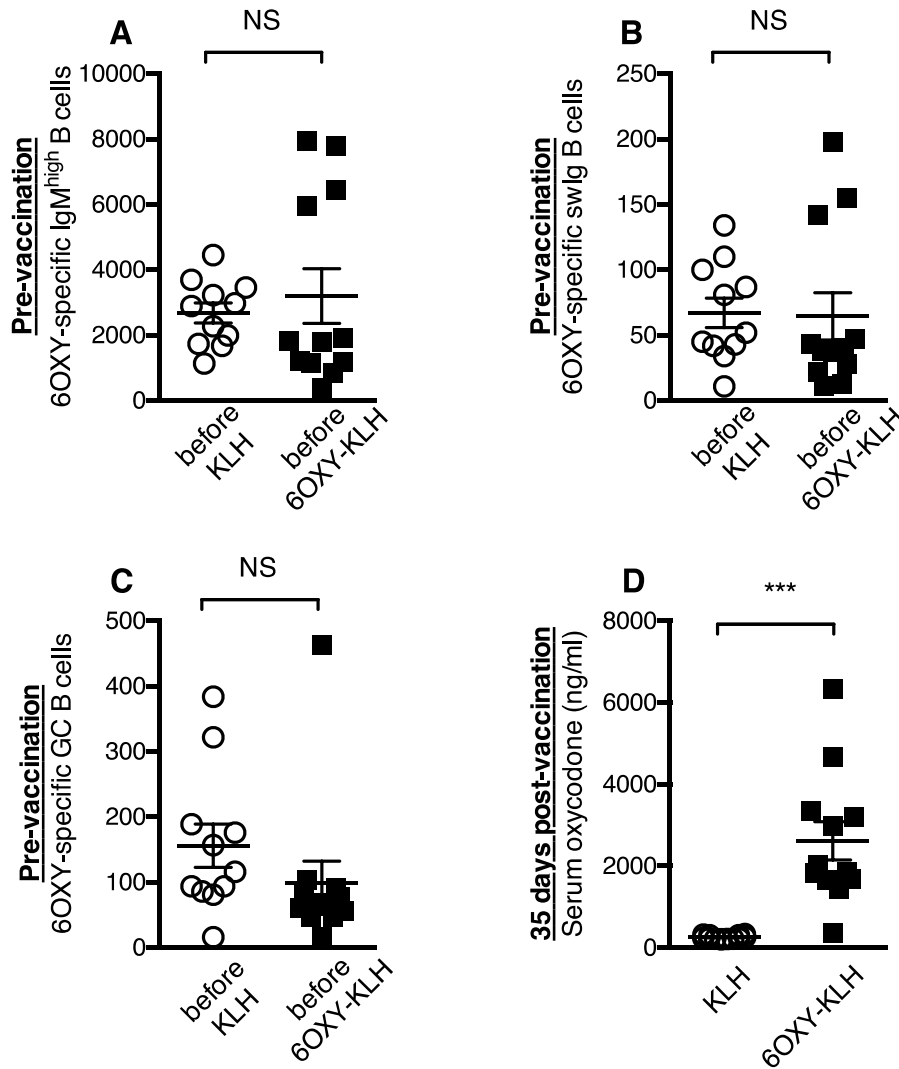 A
NS
Pre-vaccination
6OXY-specific IgMhigh B cells
10000
8000
6000
4000
2000
0
before
KLH
before
6OXY-KLH
B
NS
Pre-vaccination
6OXY-specific swIg B cells
250
200
150
100
50
0
before
KLH
before
6OXY-KLH
C
NS
Pre-vaccination
6OXY-specific GC B cells
500
400
300
200
100
0
before
KLH
before
6OXY-KLH
D
***
35 days post-vaccination
Serum oxycodone (ng/ml)
8000
6000
4000
2000
0
KLH
6OXY-KLH